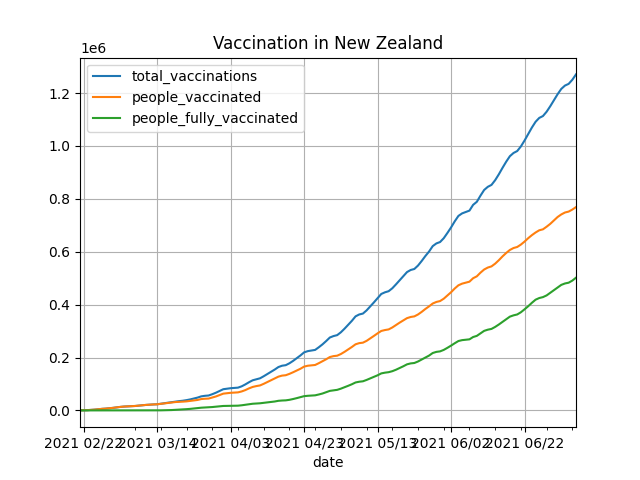 Vaccination in New Zealand
1e6
total_vaccinations
people_vaccinated
people_fully_vaccinated
1.2
1.0
0.8
0.6
0.4
0.2
0.0
2021 02/22 2021 03/14 2021 04/03 2021 04/23 2021 05/13 2021 06/02 2021 06/22
date